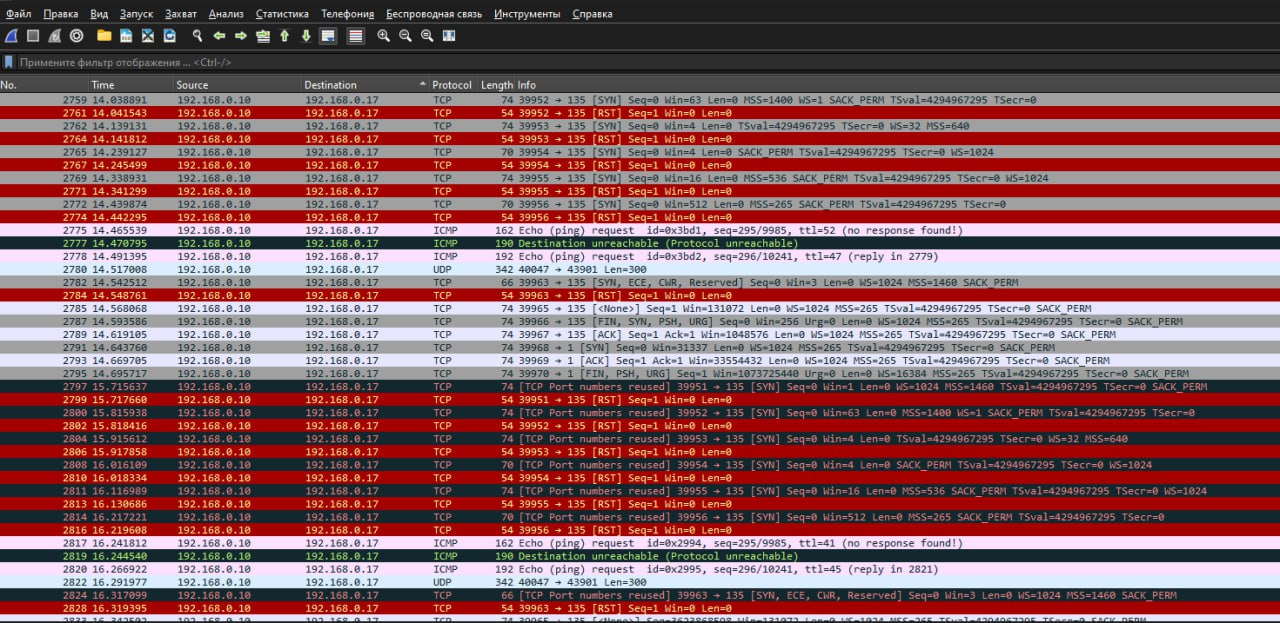 Файл Правка Вид Запуск Захват Анализ Статистика Телефония Беспроводная связь Инструменты Справка
Примените фильтр отображения ... <Ctrl-/>
No. Time Source Destination Protocol Length Info
2759 14.038891 192.168.0.10 192.168.0.17 TCP 74 39952 → 135 [SYN] Seq=0 Win=63 Len=0 MSS=1400 WS=1 SACK_PERM TSval=4294967295 TSecr=0
2761 14.041543 192.168.0.10 192.168.0.17 TCP 54 39952 → 135 [RST] Seq=1 Win=0 Len=0
2762 14.139131 192.168.0.10 192.168.0.17 TCP 74 39953 → 135 [SYN] Seq=0 Win=4 Len=0 TSval=4294967295 TSecr=0 WS=32 MSS=640
2764 14.141812 192.168.0.10 192.168.0.17 TCP 54 39953 → 135 [RST] Seq=1 Win=0 Len=0
2765 14.239127 192.168.0.10 192.168.0.17 TCP 70 39954 → 135 [SYN] Seq=0 Win=4 Len=0 SACK_PERM TSval=4294967295 TSecr=0 WS=1024
2767 14.245499 192.168.0.10 192.168.0.17 TCP 54 39954 → 135 [RST] Seq=1 Win=0 Len=0
2769 14.338931 192.168.0.10 192.168.0.17 TCP 74 39955 → 135 [SYN] Seq=0 Win=16 Len=0 MSS=536 SACK_PERM TSval=4294967295 TSecr=0 WS=1024
2771 14.341299 192.168.0.10 192.168.0.17 TCP 54 39955 → 135 [RST] Seq=1 Win=0 Len=0
2772 14.439874 192.168.0.10 192.168.0.17 TCP 70 39956 → 135 [SYN] Seq=0 Win=512 Len=0 MSS=265 SACK_PERM TSval=4294967295 TSecr=0
2774 14.442295 192.168.0.10 192.168.0.17 TCP 54 39956 → 135 [RST] Seq=1 Win=0 Len=0
2775 14.465539 192.168.0.10 192.168.0.17 ICMP 162 Echo (ping) request id=0x3bd1, seq=295/9985, ttl=52 (no response found!)
2777 14.470795 192.168.0.10 192.168.0.17 ICMP 190 Destination unreachable (Protocol unreachable)
2778 14.491395 192.168.0.10 192.168.0.17 ICMP 192 Echo (ping) request id=0x3bd2, seq=296/10241, ttl=47 (reply in 2779)
2780 14.517008 192.168.0.10 192.168.0.17 UDP 342 40047 → 43901 Len=300
2782 14.542512 192.168.0.10 192.168.0.17 TCP 66 39963 → 135 [SYN, ECE, CWR, Reserved] Seq=0 Win=3 Len=0 WS=1024 MSS=1460 SACK_PERM
2784 14.548761 192.168.0.10 192.168.0.17 TCP 54 39963 → 135 [RST] Seq=1 Win=0 Len=0
2785 14.568068 192.168.0.10 192.168.0.17 TCP 74 39965 → 135 [<None>] Seq=1 Win=131072 Len=0 WS=1024 MSS=265 TSval=4294967295 TSecr=0 SACK_PERM
2787 14.593586 192.168.0.10 192.168.0.17 TCP 74 39966 → 135 [FIN, SYN, PSH, URG] Seq=0 Win=256 Urg=0 Len=0 WS=1024 MSS=265 TSval=4294967295 TSecr=0 SACK_PERM
2789 14.619105 192.168.0.10 192.168.0.17 TCP 74 39967 → 135 [ACK] Seq=1 Ack=1 Win=1048576 Len=0 WS=1024 MSS=265 TSval=4294967295 TSecr=0 SACK_PERM
2791 14.643760 192.168.0.10 192.168.0.17 TCP 74 39968 → 1 [SYN] Seq=0 Win=31337 Len=0 WS=1024 MSS=265 TSval=4294967295 TSecr=0 SACK_PERM
2793 14.669705 192.168.0.10 192.168.0.17 TCP 74 39969 → 1 [ACK] Seq=1 Ack=1 Win=33554432 Len=0 WS=1024 MSS=265 TSval=4294967295 TSecr=0 SACK_PERM
2795 14.695717 192.168.0.10 192.168.0.17 TCP 74 39970 → 1 [FIN, PSH, URG] Seq=1 Win=1073725440 Urg=0 Len=0 WS=16384 MSS=265 TSval=4294967295 TSecr=0 SACK_PERM
2797 15.715637 192.168.0.10 192.168.0.17 TCP 74 [TCP Port numbers reused] 39951 → 135 [SYN] Seq=0 Win=1 Len=0 WS=1024 MSS=1460 TSval=4294967295 TSecr=0 SACK_PERM
2799 15.717660 192.168.0.10 192.168.0.17 TCP 54 39951 → 135 [RST] Seq=1 Win=0 Len=0
2800 15.815938 192.168.0.10 192.168.0.17 TCP 74 [TCP Port numbers reused] 39952 → 135 [SYN] Seq=0 Win=63 Len=0 MSS=1400 WS=1 SACK_PERM TSval=4294967295 TSecr=0
2802 15.818416 192.168.0.10 192.168.0.17 TCP 54 39952 → 135 [RST] Seq=1 Win=0 Len=0
2804 15.915612 192.168.0.10 192.168.0.17 TCP 74 [TCP Port numbers reused] 39953 → 135 [SYN] Seq=0 Win=4 Len=0 TSval=4294967295 TSecr=0 WS=32 MSS=640
2806 15.917858 192.168.0.10 192.168.0.17 TCP 54 39953 → 135 [RST] Seq=1 Win=0 Len=0
2808 16.016109 192.168.0.10 192.168.0.17 TCP 70 [TCP Port numbers reused] 39954 → 135 [SYN] Seq=0 Win=4 Len=0 SACK_PERM TSval=4294967295 TSecr=0 WS=1024
2810 16.018334 192.168.0.10 192.168.0.17 TCP 54 39954 → 135 [RST] Seq=1 Win=0 Len=0
2811 16.116989 192.168.0.10 192.168.0.17 TCP 74 [TCP Port numbers reused] 39955 → 135 [SYN] Seq=0 Win=16 Len=0 MSS=536 SACK_PERM TSval=4294967295 TSecr=0 WS=1024
2813 16.130686 192.168.0.10 192.168.0.17 TCP 54 39955 → 135 [RST] Seq=1 Win=0 Len=0
2814 16.217221 192.168.0.10 192.168.0.17 TCP 70 [TCP Port numbers reused] 39956 → 135 [SYN] Seq=0 Win=512 Len=0 MSS=265 SACK_PERM TSval=4294967295 TSecr=0
2816 16.219608 192.168.0.10 192.168.0.17 TCP 54 39956 → 135 [RST] Seq=1 Win=0 Len=0
2817 16.241812 192.168.0.10 192.168.0.17 ICMP 162 Echo (ping) request id=0x2994, seq=295/9985, ttl=41 (no response found!)
2819 16.244540 192.168.0.10 192.168.0.17 ICMP 190 Destination unreachable (Protocol unreachable)
2820 16.266922 192.168.0.10 192.168.0.17 ICMP 192 Echo (ping) request id=0x2995, seq=296/10241, ttl=45 (reply in 2821)
2822 16.291977 192.168.0.10 192.168.0.17 UDP 342 40047 → 43901 Len=300
2824 16.317099 192.168.0.10 192.168.0.17 TCP 66 [TCP Port numbers reused] 39963 → 135 [SYN, ECE, CWR, Reserved] Seq=0 Win=3 Len=0 WS=1024 MSS=1460 SACK_PERM
2828 16.319395 192.168.0.10 192.168.0.17 TCP 54 39963 → 135 [RST] Seq=1 Win=0 Len=0